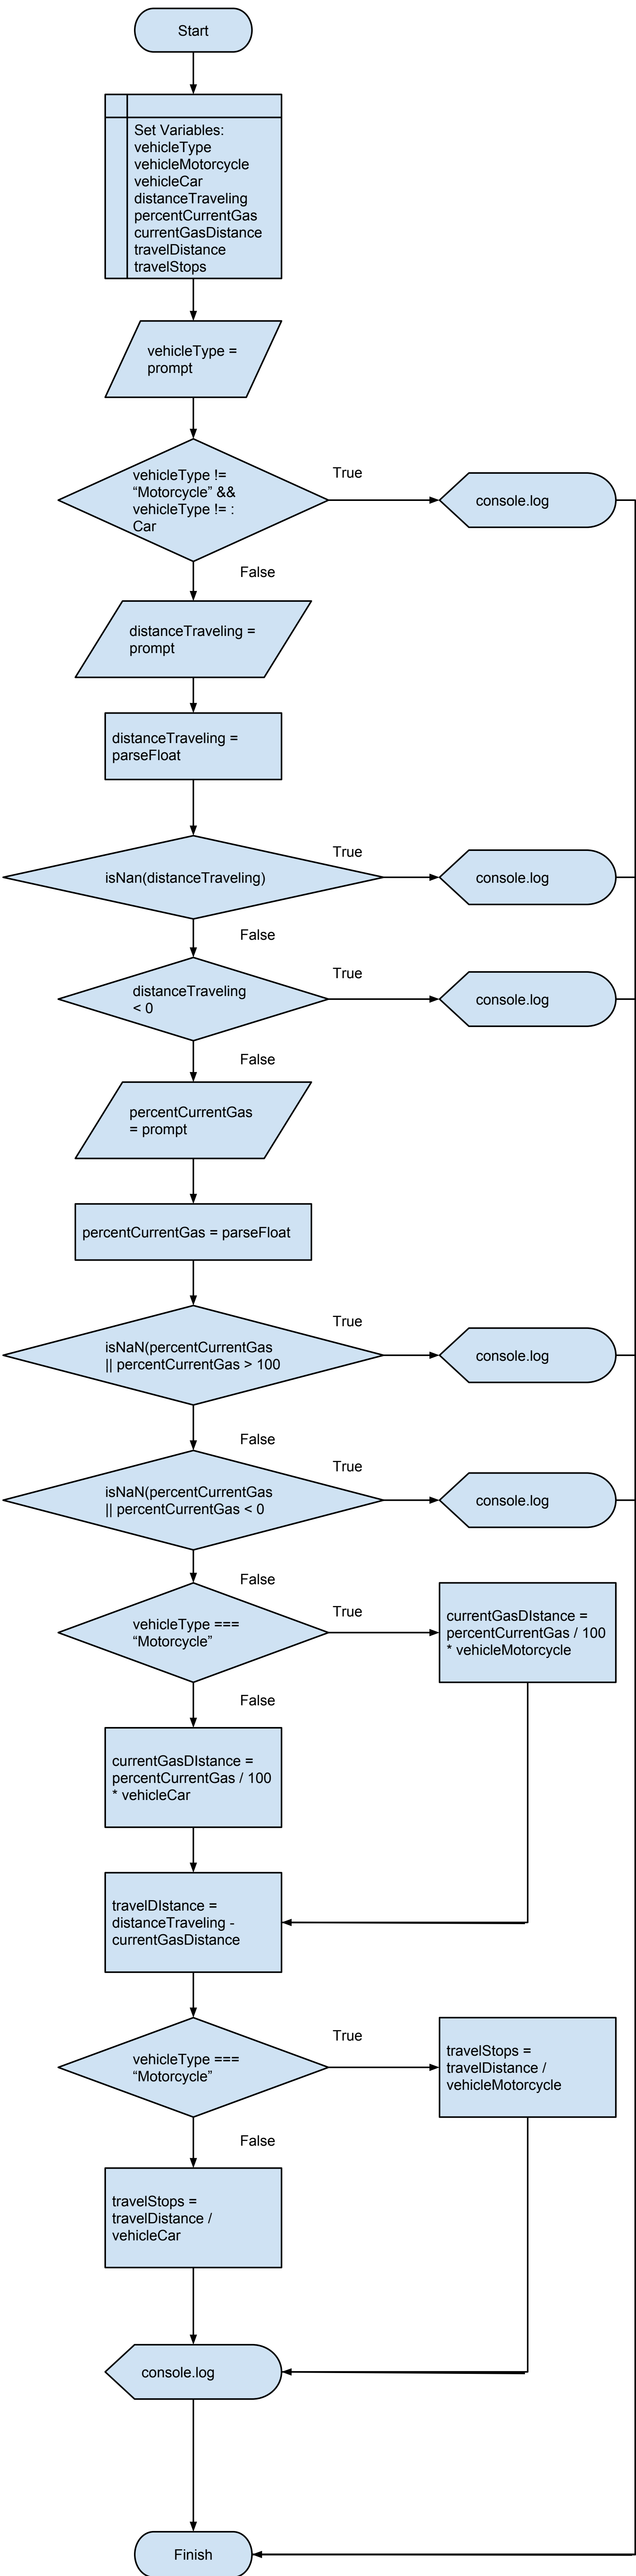 Start
Set Variables:
vehicleType
vehicleMotorcycle
vehicleCar
distanceTraveling
percentCurrentGas
currentGasDistance
travelDistance
travelStops
vehicleType =
prompt
vehicleType !=
“Motorcycle” &&
vehicleType != :
Car
True
console.log
False
distanceTraveling =
prompt
distanceTraveling =
parseFloat
isNan(distanceTraveling)
True
console.log
False
distanceTraveling
< 0
True
console.log
False
percentCurrentGas
= prompt
percentCurrentGas = parseFloat
isNaN(percentCurrentGas
|| percentCurrentGas > 100
True
console.log
False
isNaN(percentCurrentGas
|| percentCurrentGas < 0
True
console.log
False
vehicleType ===
“Motorcycle”
True
currentGasDIstance =
percentCurrentGas / 100
* vehicleMotorcycle
False
currentGasDIstance =
percentCurrentGas / 100
* vehicleCar
travelDIstance =
distanceTraveling -
currentGasDistance
vehicleType ===
“Motorcycle”
True
travelStops =
travelDistance /
vehicleMotorcycle
False
travelStops =
travelDistance /
vehicleCar
console.log
Finish